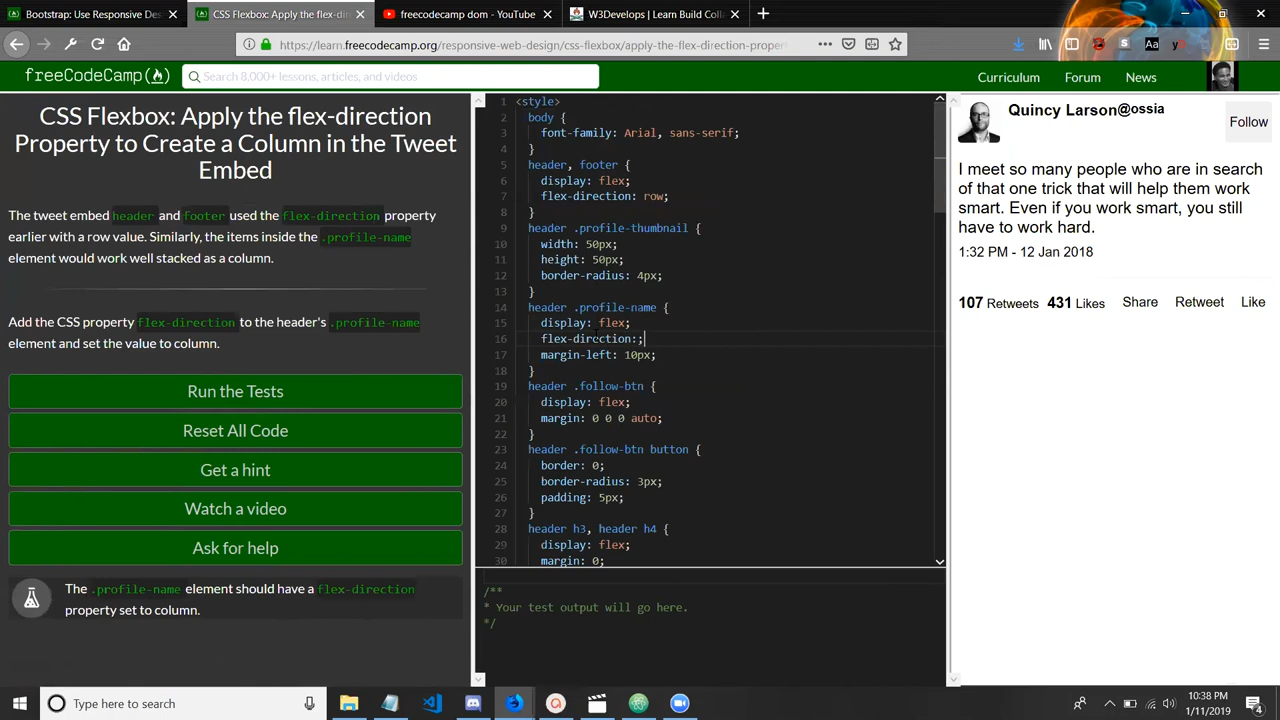 Bootstrap: Use Responsive Des
CSS Flexbox: Apply the flex-dir
freecodecamp dom - YouTube
W3Develops | Learn Build Colla
https://learn.freecodecamp.org/responsive-web-design/css-flexbox/apply-the-flex-direction-proper
freeCodeCamp
Search 8,000+ lessons, articles, and videos
Curriculum
Forum
News
CSS Flexbox: Apply the flex-direction
Property to Create a Column in the Tweet
Embed
The tweet embed header and footer used the flex-direction property
earlier with a row value. Similarly, the items inside the .profile-name
element would work well stacked as a column.
Add the CSS property flex-direction to the header's .profile-name
element and set the value to column.
Run the Tests
Reset All Code
Get a hint
Watch a video
Ask for help
The .profile-name element should have a flex-direction
property set to column.
1 <style>
2 body {
3 font-family: Arial, sans-serif;
4 }
5 header, footer {
6 display: flex;
7 flex-direction: row;
8 }
9 header .profile-thumbnail {
10 width: 50px;
11 height: 50px;
12 border-radius: 4px;
13 }
14 header .profile-name {
15 display: flex;
16 flex-direction:;
17 margin-left: 10px;
18 }
19 header .follow-btn {
20 display: flex;
21 margin: 0 0 0 auto;
22 }
23 header .follow-btn button {
24 border: 0;
25 border-radius: 3px;
26 padding: 5px;
27 }
28 header h3, header h4 {
29 display: flex;
30 margin: 0;
/**
* Your test output will go here.
*/
Quincy Larson@ossia
Follow
I meet so many people who are in search
of that one trick that will help them work
smart. Even if you work smart, you still
have to work hard.
1:32 PM - 12 Jan 2018
107 Retweets 431 Likes Share Retweet Like
Type here to search
10:38 PM
1/11/2019
4